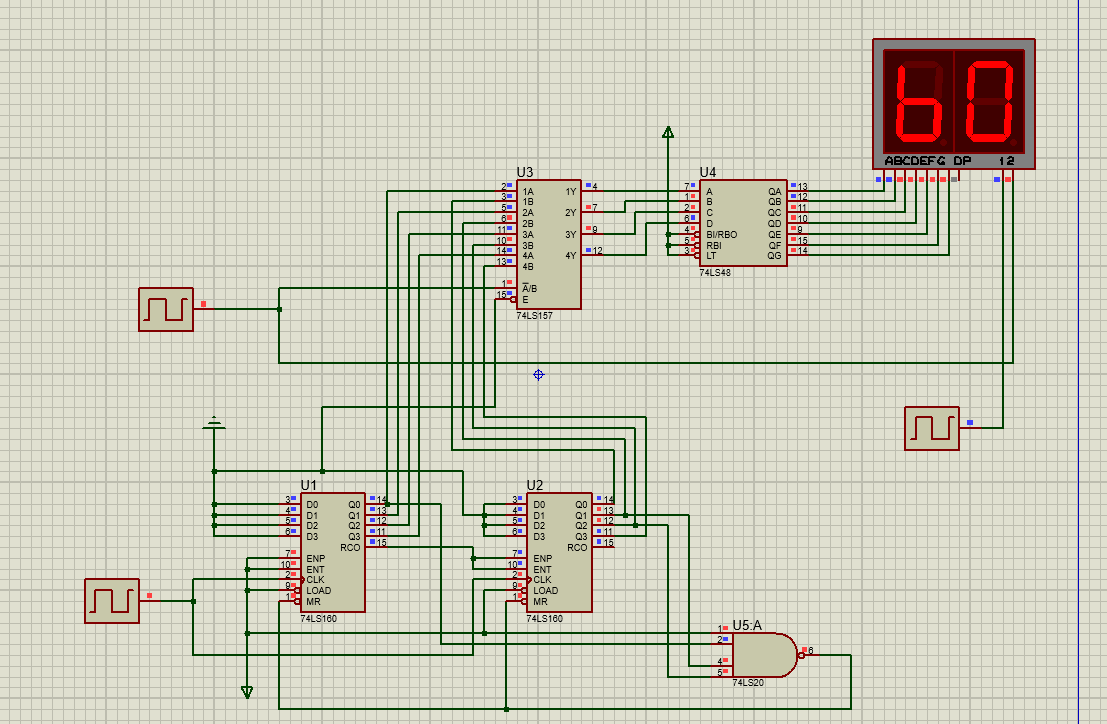 60
ABCDEFG DP 12
U3
2 1A 1Y 4
3 1B
5 2A 2Y 7
6 2B
11 3A 3Y 9
10 3B
14 4A 4Y 12
13 4B
1 A/B
15 E
74LS157
U4
7 A QA 13
1 B QB 12
2 C QC 11
6 D QD 10
4 BI/RBO QE 9
5 RBI QF 15
3 LT QG 14
74LS48
U1
3 D0 Q0 14
4 D1 Q1 13
5 D2 Q2 12
6 D3 Q3 11
RCO 15
7 ENP
10 ENT
2 CLK
9 LOAD
1 MR
74LS160
U2
3 D0 Q0 14
4 D1 Q1 13
5 D2 Q2 12
6 D3 Q3 11
RCO 15
7 ENP
10 ENT
2 CLK
9 LOAD
1 MR
74LS160
U5:A
1
2
4
5
6
74LS20